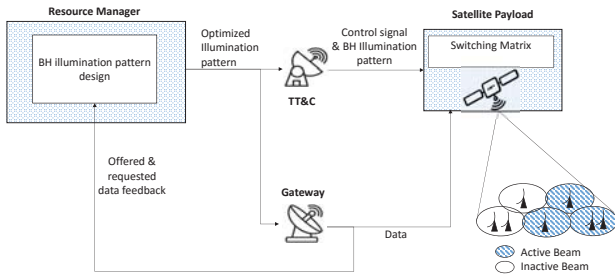 Resource Manager
BH illumination pattern
design
Optimized
Illumination
pattern
TT&C
Control signal
& BH Illumination
pattern
Satellite Payload
Switching Matrix
Offered &
requested
data feedback
Gateway
Data
Active Beam
Inactive Beam